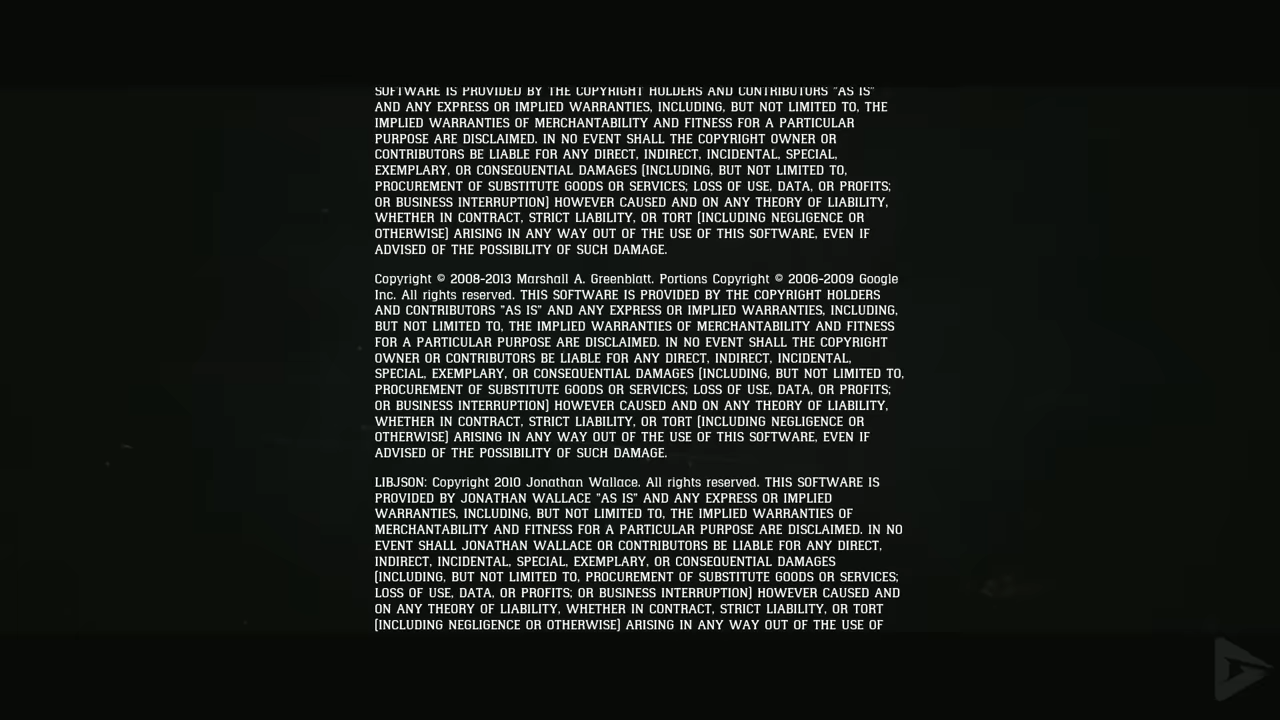 SOFTWARE IS PROVIDED BY THE COPYRIGHT HOLDERS AND CONTRIBUTORS "AS IS"
AND ANY EXPRESS OR IMPLIED WARRANTIES, INCLUDING, BUT NOT LIMITED TO, THE
IMPLIED WARRANTIES OF MERCHANTABILITY AND FITNESS FOR A PARTICULAR
PURPOSE ARE DISCLAIMED. IN NO EVENT SHALL THE COPYRIGHT OWNER OR
CONTRIBUTORS BE LIABLE FOR ANY DIRECT, INDIRECT, INCIDENTAL, SPECIAL,
EXEMPLARY, OR CONSEQUENTIAL DAMAGES (INCLUDING, BUT NOT LIMITED TO,
PROCUREMENT OF SUBSTITUTE GOODS OR SERVICES; LOSS OF USE, DATA, OR PROFITS;
OR BUSINESS INTERRUPTION) HOWEVER CAUSED AND ON ANY THEORY OF LIABILITY,
WHETHER IN CONTRACT, STRICT LIABILITY, OR TORT (INCLUDING NEGLIGENCE OR
OTHERWISE) ARISING IN ANY WAY OUT OF THE USE OF THIS SOFTWARE, EVEN IF
ADVISED OF THE POSSIBILITY OF SUCH DAMAGE.
Copyright © 2008-2013 Marshall A. Greenblatt. Portions Copyright © 2006-2009 Google
Inc. All rights reserved. THIS SOFTWARE IS PROVIDED BY THE COPYRIGHT HOLDERS
AND CONTRIBUTORS "AS IS" AND ANY EXPRESS OR IMPLIED WARRANTIES, INCLUDING,
BUT NOT LIMITED TO, THE IMPLIED WARRANTIES OF MERCHANTABILITY AND FITNESS
FOR A PARTICULAR PURPOSE ARE DISCLAIMED. IN NO EVENT SHALL THE COPYRIGHT
OWNER OR CONTRIBUTORS BE LIABLE FOR ANY DIRECT, INDIRECT, INCIDENTAL,
SPECIAL, EXEMPLARY, OR CONSEQUENTIAL DAMAGES (INCLUDING, BUT NOT LIMITED TO,
PROCUREMENT OF SUBSTITUTE GOODS OR SERVICES; LOSS OF USE, DATA, OR PROFITS;
OR BUSINESS INTERRUPTION) HOWEVER CAUSED AND ON ANY THEORY OF LIABILITY,
WHETHER IN CONTRACT, STRICT LIABILITY, OR TORT (INCLUDING NEGLIGENCE OR
OTHERWISE) ARISING IN ANY WAY OUT OF THE USE OF THIS SOFTWARE, EVEN IF
ADVISED OF THE POSSIBILITY OF SUCH DAMAGE.
LIBJSON: Copyright 2010 Jonathan Wallace. All rights reserved. THIS SOFTWARE IS
PROVIDED BY JONATHAN WALLACE "AS IS" AND ANY EXPRESS OR IMPLIED
WARRANTIES, INCLUDING, BUT NOT LIMITED TO, THE IMPLIED WARRANTIES OF
MERCHANTABILITY AND FITNESS FOR A PARTICULAR PURPOSE ARE DISCLAIMED. IN NO
EVENT SHALL JONATHAN WALLACE OR CONTRIBUTORS BE LIABLE FOR ANY DIRECT,
INDIRECT, INCIDENTAL, SPECIAL, EXEMPLARY, OR CONSEQUENTIAL DAMAGES
(INCLUDING, BUT NOT LIMITED TO, PROCUREMENT OF SUBSTITUTE GOODS OR SERVICES;
LOSS OF USE, DATA, OR PROFITS; OR BUSINESS INTERRUPTION) HOWEVER CAUSED AND
ON ANY THEORY OF LIABILITY, WHETHER IN CONTRACT, STRICT LIABILITY, OR TORT
(INCLUDING NEGLIGENCE OR OTHERWISE) ARISING IN ANY WAY OUT OF THE USE OF